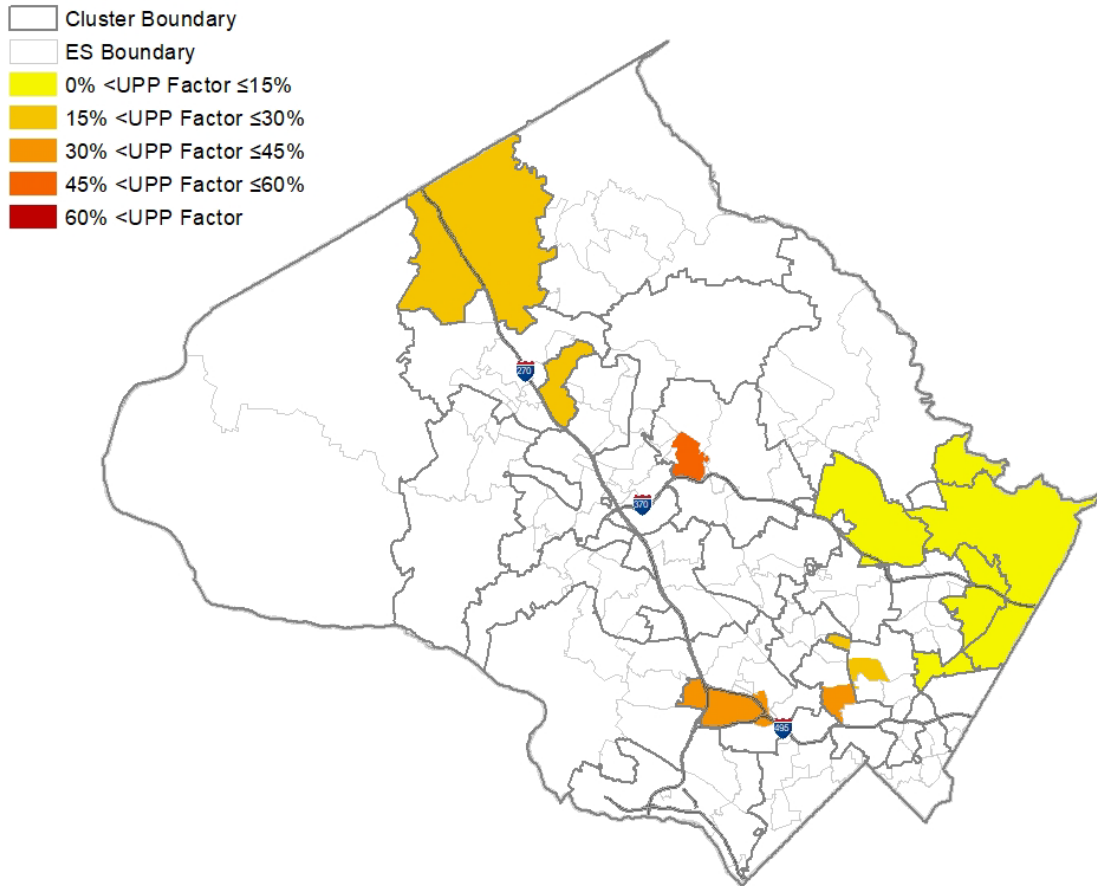 Cluster Boundary
ES Boundary
0% <UPP Factor ≤15%
15% <UPP Factor ≤30%
30% <UPP Factor ≤45%
45% <UPP Factor ≤60%
60% <UPP Factor
270
370
495